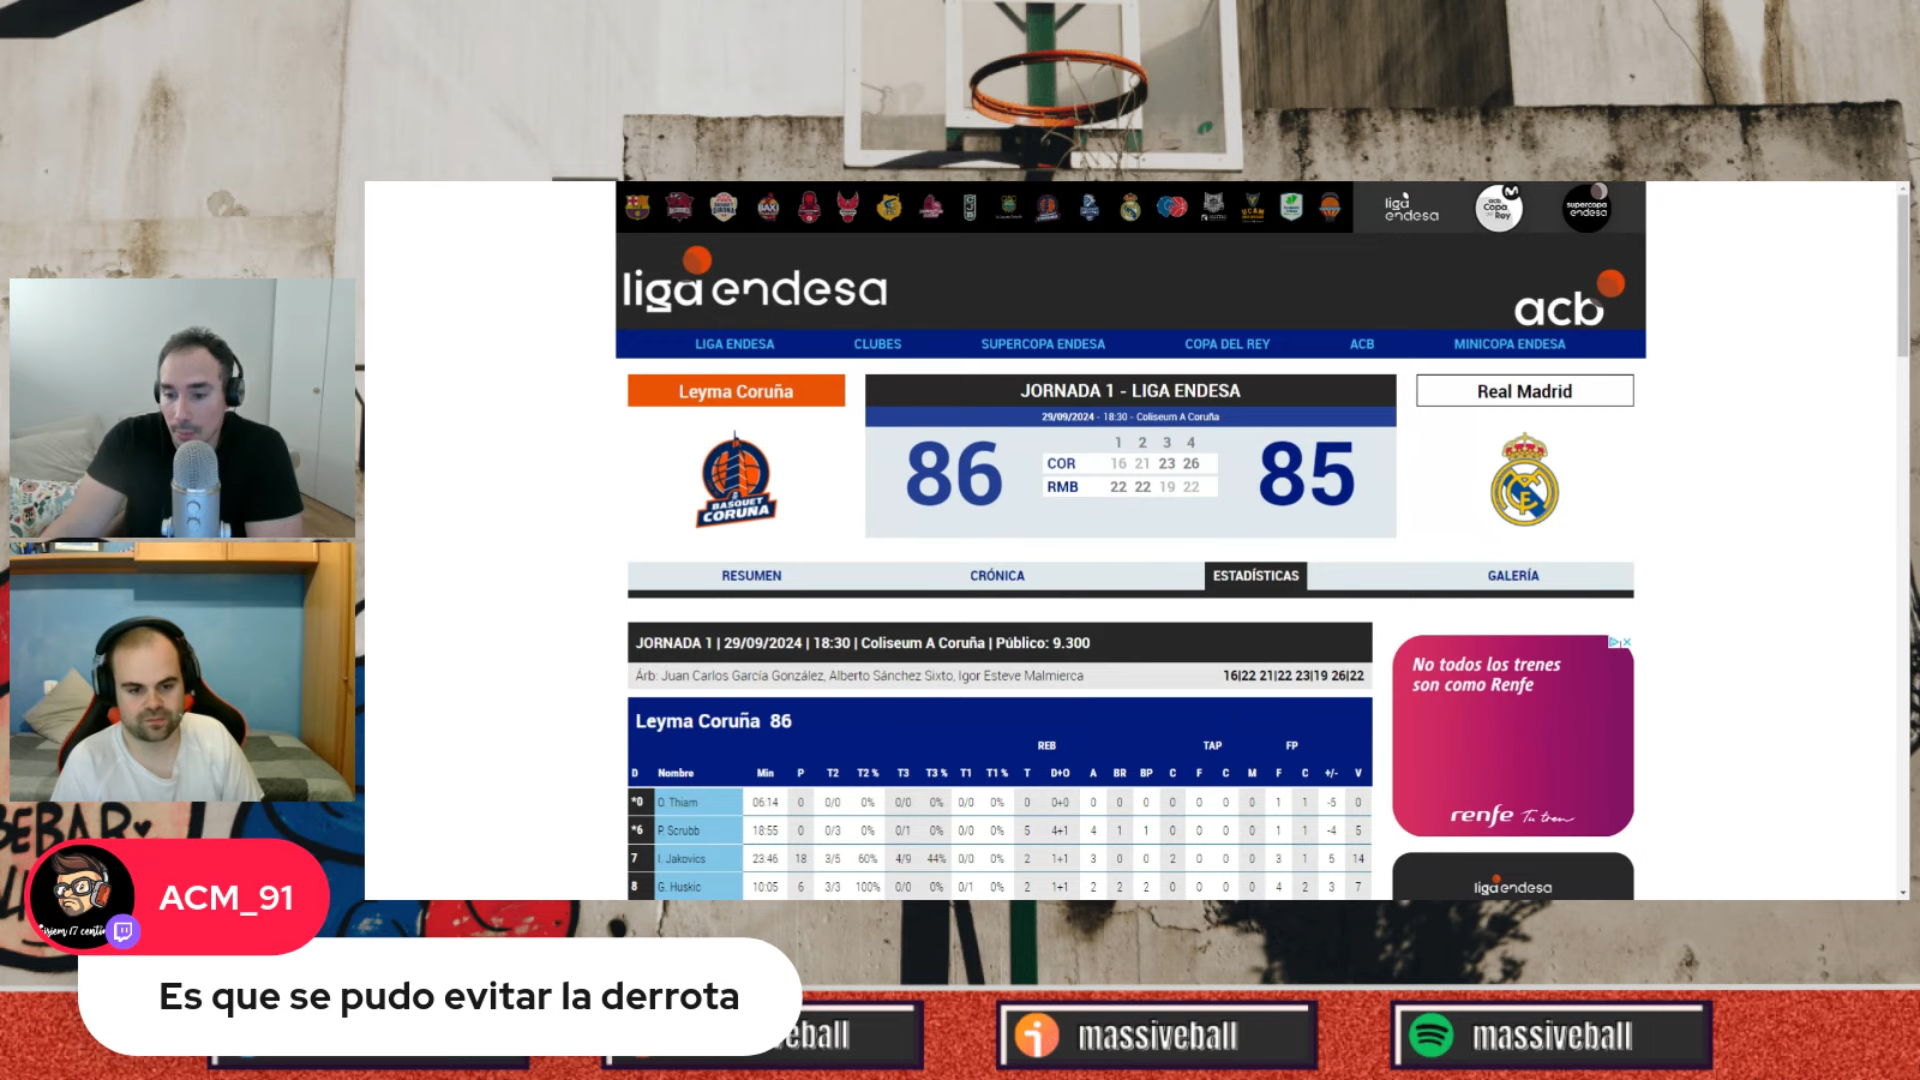 liga endesa
acb Copa del Rey
supercopa endesa
liga endesa
acb
LIGA ENDESA CLUBES SUPERCOPA ENDESA COPA DEL REY ACB MINICOPA ENDESA
Leyma Coruña
JORNADA 1 - LIGA ENDESA
Real Madrid
29/09/2024 - 18:30 - Coliseum A Coruña
1 2 3 4
86 COR 16 21 23 26 85
RMB 22 22 19 22
BASQUET CORUÑA
RESUMEN CRÓNICA ESTADÍSTICAS GALERÍA
JORNADA 1 | 29/09/2024 | 18:30 | Coliseum A Coruña | Público: 9.300
Árb: Juan Carlos García González, Alberto Sánchez Sixto, Igor Esteve Malmierca 16|22 21|22 23|19 26|22
Leyma Coruña 86
REB TAP FP
D Nombre Min P T2 T2 % T3 T3 % T1 T1 % T D+O A BR BP C F C M F C +/- V
*0 O. Thiam 06:14 0 0/0 0% 0/0 0% 0/0 0% 0 0+0 0 0 0 0 0 0 0 1 1 -5 0
*6 P. Scrubb 18:55 0 0/3 0% 0/1 0% 0/0 0% 5 4+1 4 1 1 0 0 0 0 1 1 -4 5
7 I. Jakovics 23:46 18 3/5 60% 4/9 44% 0/0 0% 2 1+1 3 0 0 2 0 0 0 3 1 5 14
8 G. Huskic 10:05 6 3/3 100% 0/0 0% 0/1 0% 2 1+1 2 2 2 0 0 0 0 4 2 3 7
No todos los trenes
son como Renfe
renfe Tu tren
liga endesa
BEBAR
ACM_91
Es que se pudo evitar la derrota
eball
massiveball
massiveball